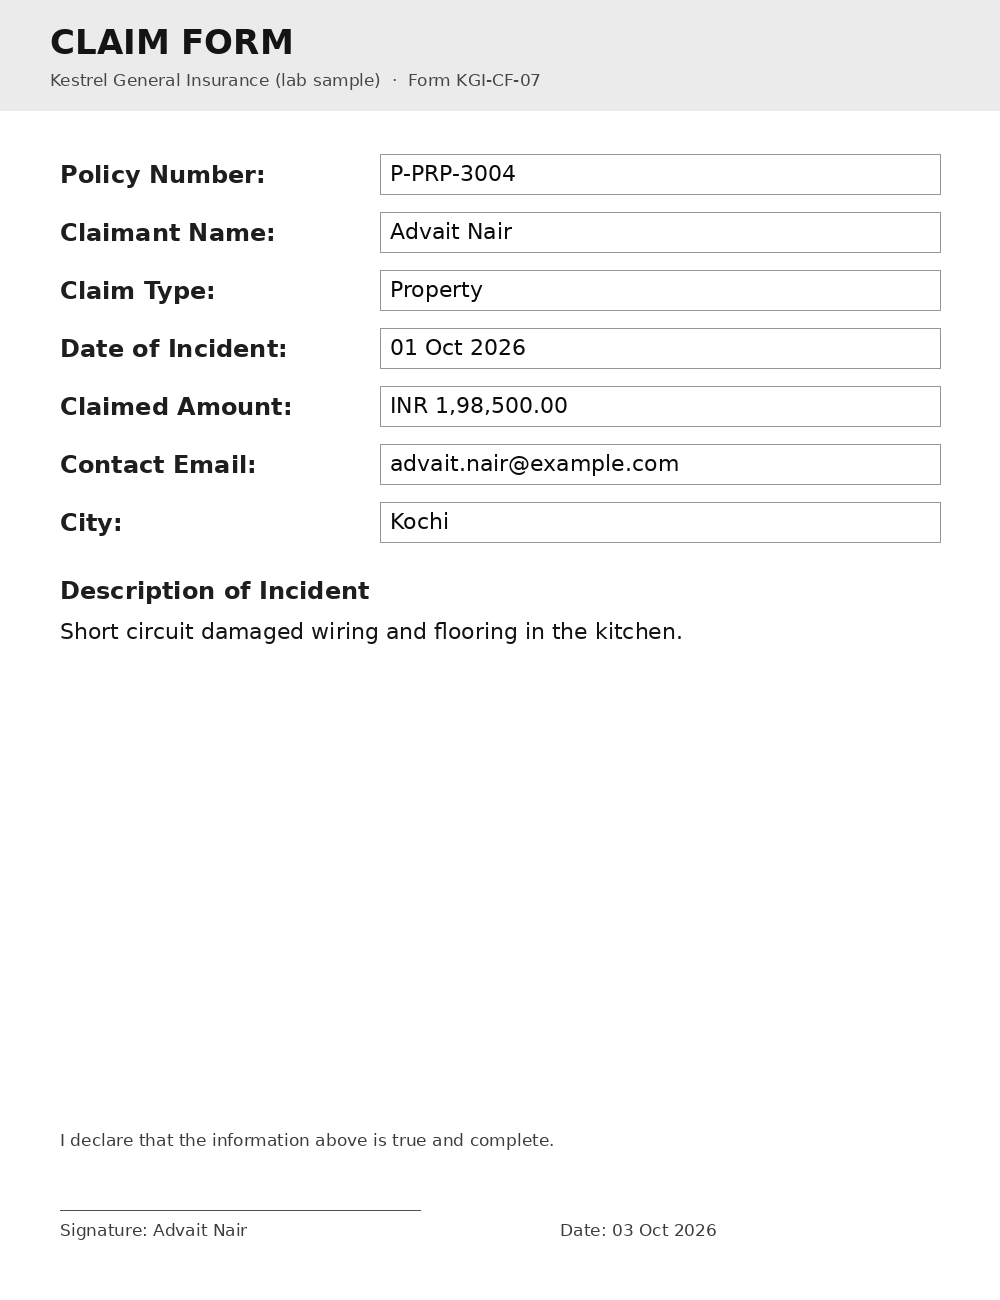 CLAIM FORM
Kestrel General Insurance (lab sample) · Form KGI-CF-07
Policy Number: P-PRP-3004
Claimant Name: Advait Nair
Claim Type: Property
Date of Incident: 01 Oct 2026
Claimed Amount: INR 1,98,500.00
Contact Email: advait.nair@example.com
City: Kochi
Description of Incident
Short circuit damaged wiring and flooring in the kitchen.
I declare that the information above is true and complete.
Signature: Advait Nair Date: 03 Oct 2026